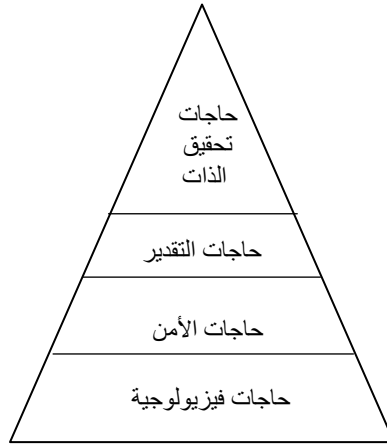 حاجات
تحقيق
الذات
حاجات التقدير
حاجات الأمن
حاجات فيزيولوجية